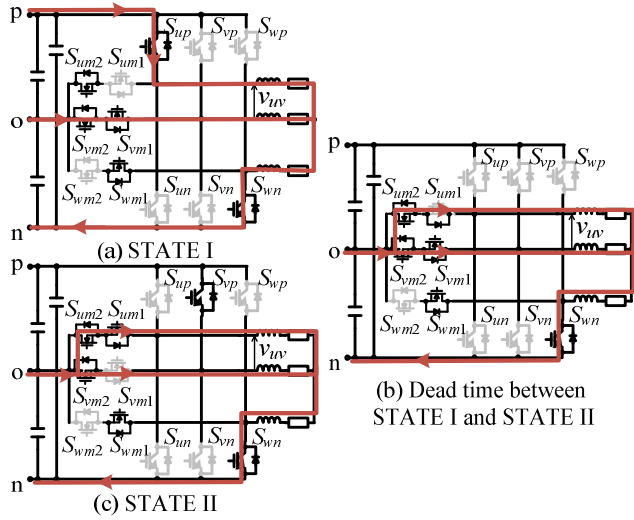 p
S_up S_vp S_wp
S_um2 S_um1
v_uv
o
S_vm2 S_vm1
S_wm2 S_wm1
S_un S_vn S_wn
n
(a) STATE I
p
S_up S_vp S_wp
S_um2 S_um1
v_uv
o
S_vm2 S_vm1
S_wm2 S_wm1
S_un S_vn S_wn
n
(c) STATE II
p
S_up S_vp S_wp
S_um2 S_um1
v_uv
o
S_vm2 S_vm1
S_wm2 S_wm1
S_un S_vn S_wn
n
(b) Dead time between
STATE I and STATE II